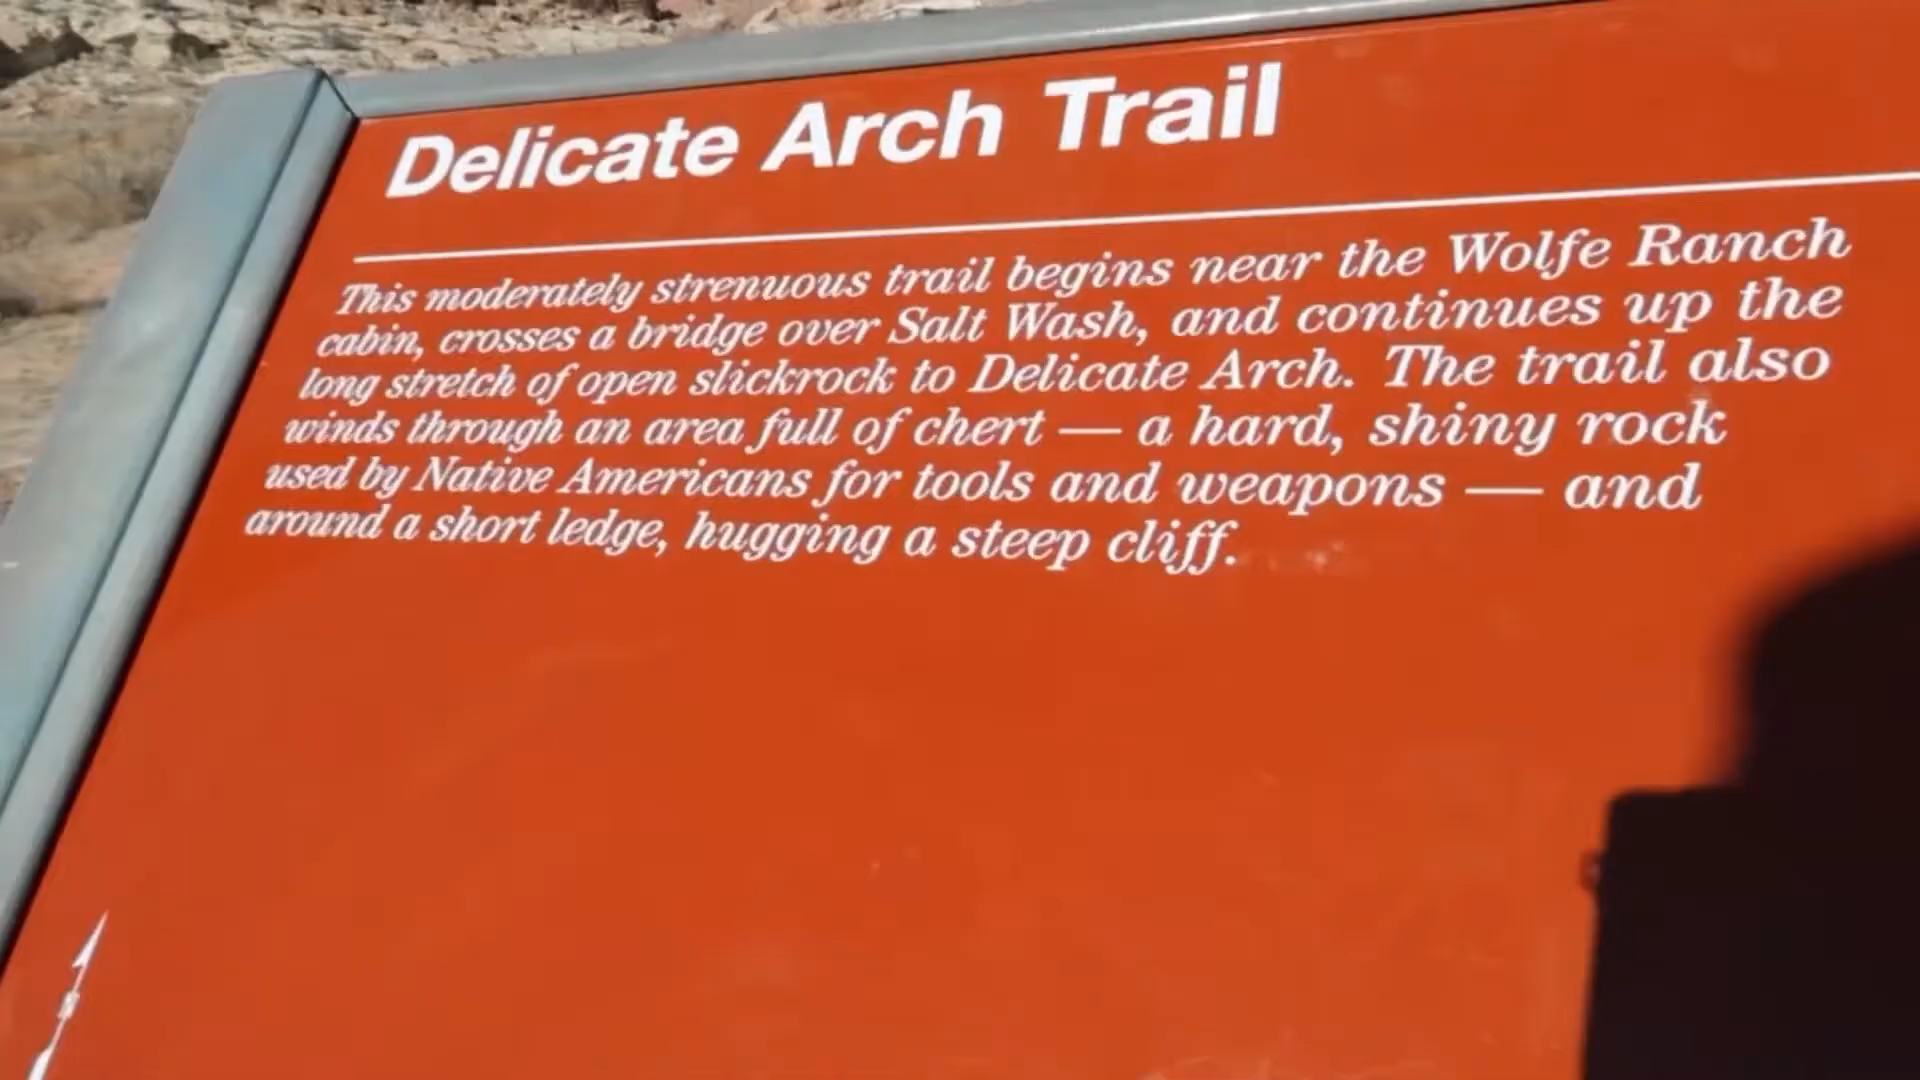 Delicate Arch Trail
This moderately strenuous trail begins near the Wolfe Ranch
cabin, crosses a bridge over Salt Wash, and continues up the
long stretch of open slickrock to Delicate Arch. The trail also
winds through an area full of chert — a hard, shiny rock
used by Native Americans for tools and weapons — and
around a short ledge, hugging a steep cliff.